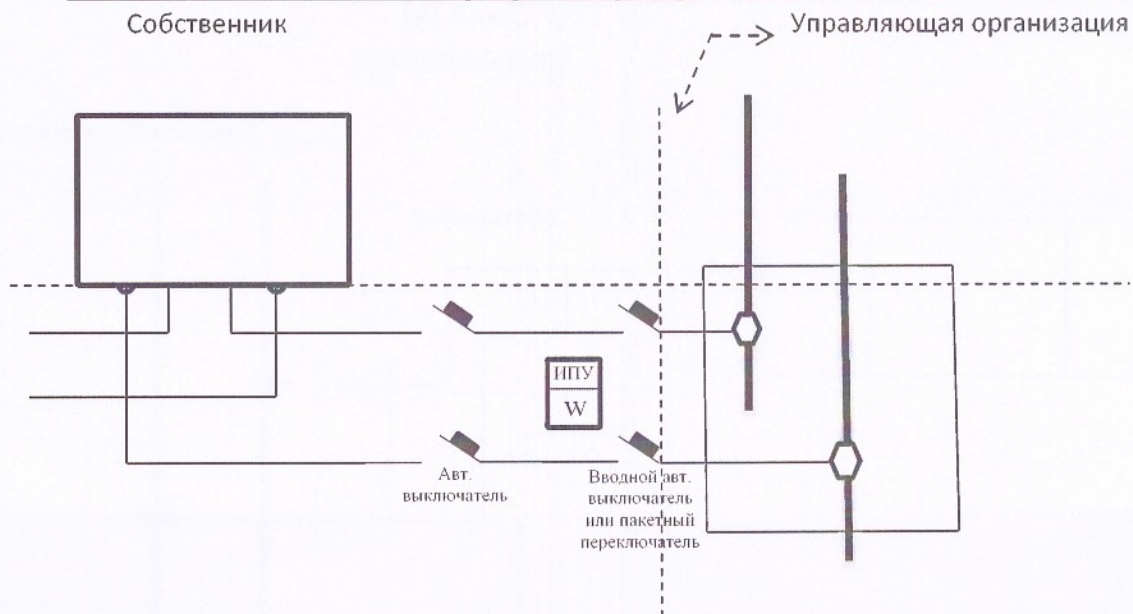 Собственник
Управляющая организация
ИПУ
W
Авт.
выключатель
Вводной авт.
выключатель
или пакетный
переключатель